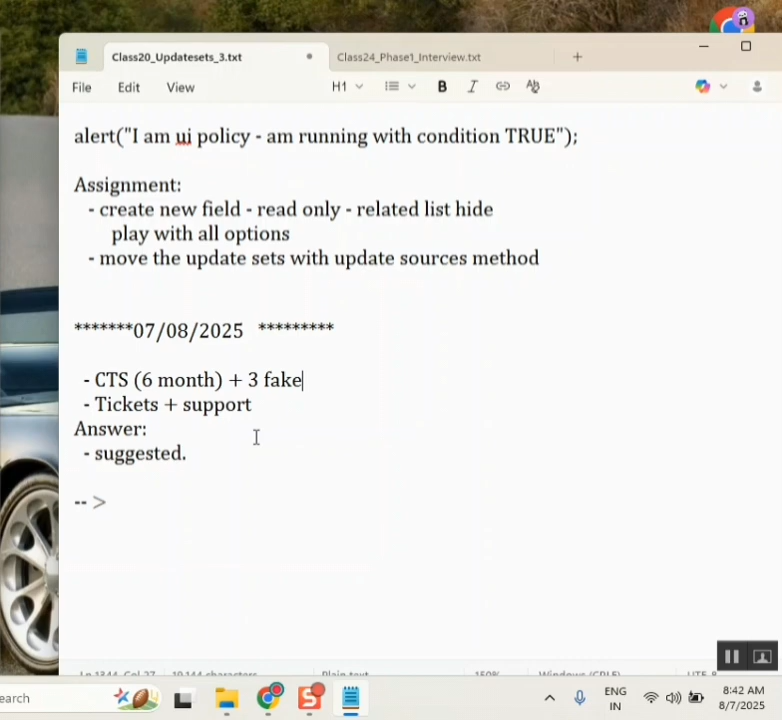 Class20_Updatesets_3.txt
Class24_Phase1_Interview.txt
File Edit View H1 B I
alert("I am ui policy - am running with condition TRUE");
Assignment:
- create new field - read only - related list hide
play with all options
- move the update sets with update sources method
*******07/08/2025 *********
- CTS (6 month) + 3 fake
- Tickets + support
Answer:
- suggested.
-- >
earch
ENG
IN
8:42 AM
8/7/2025